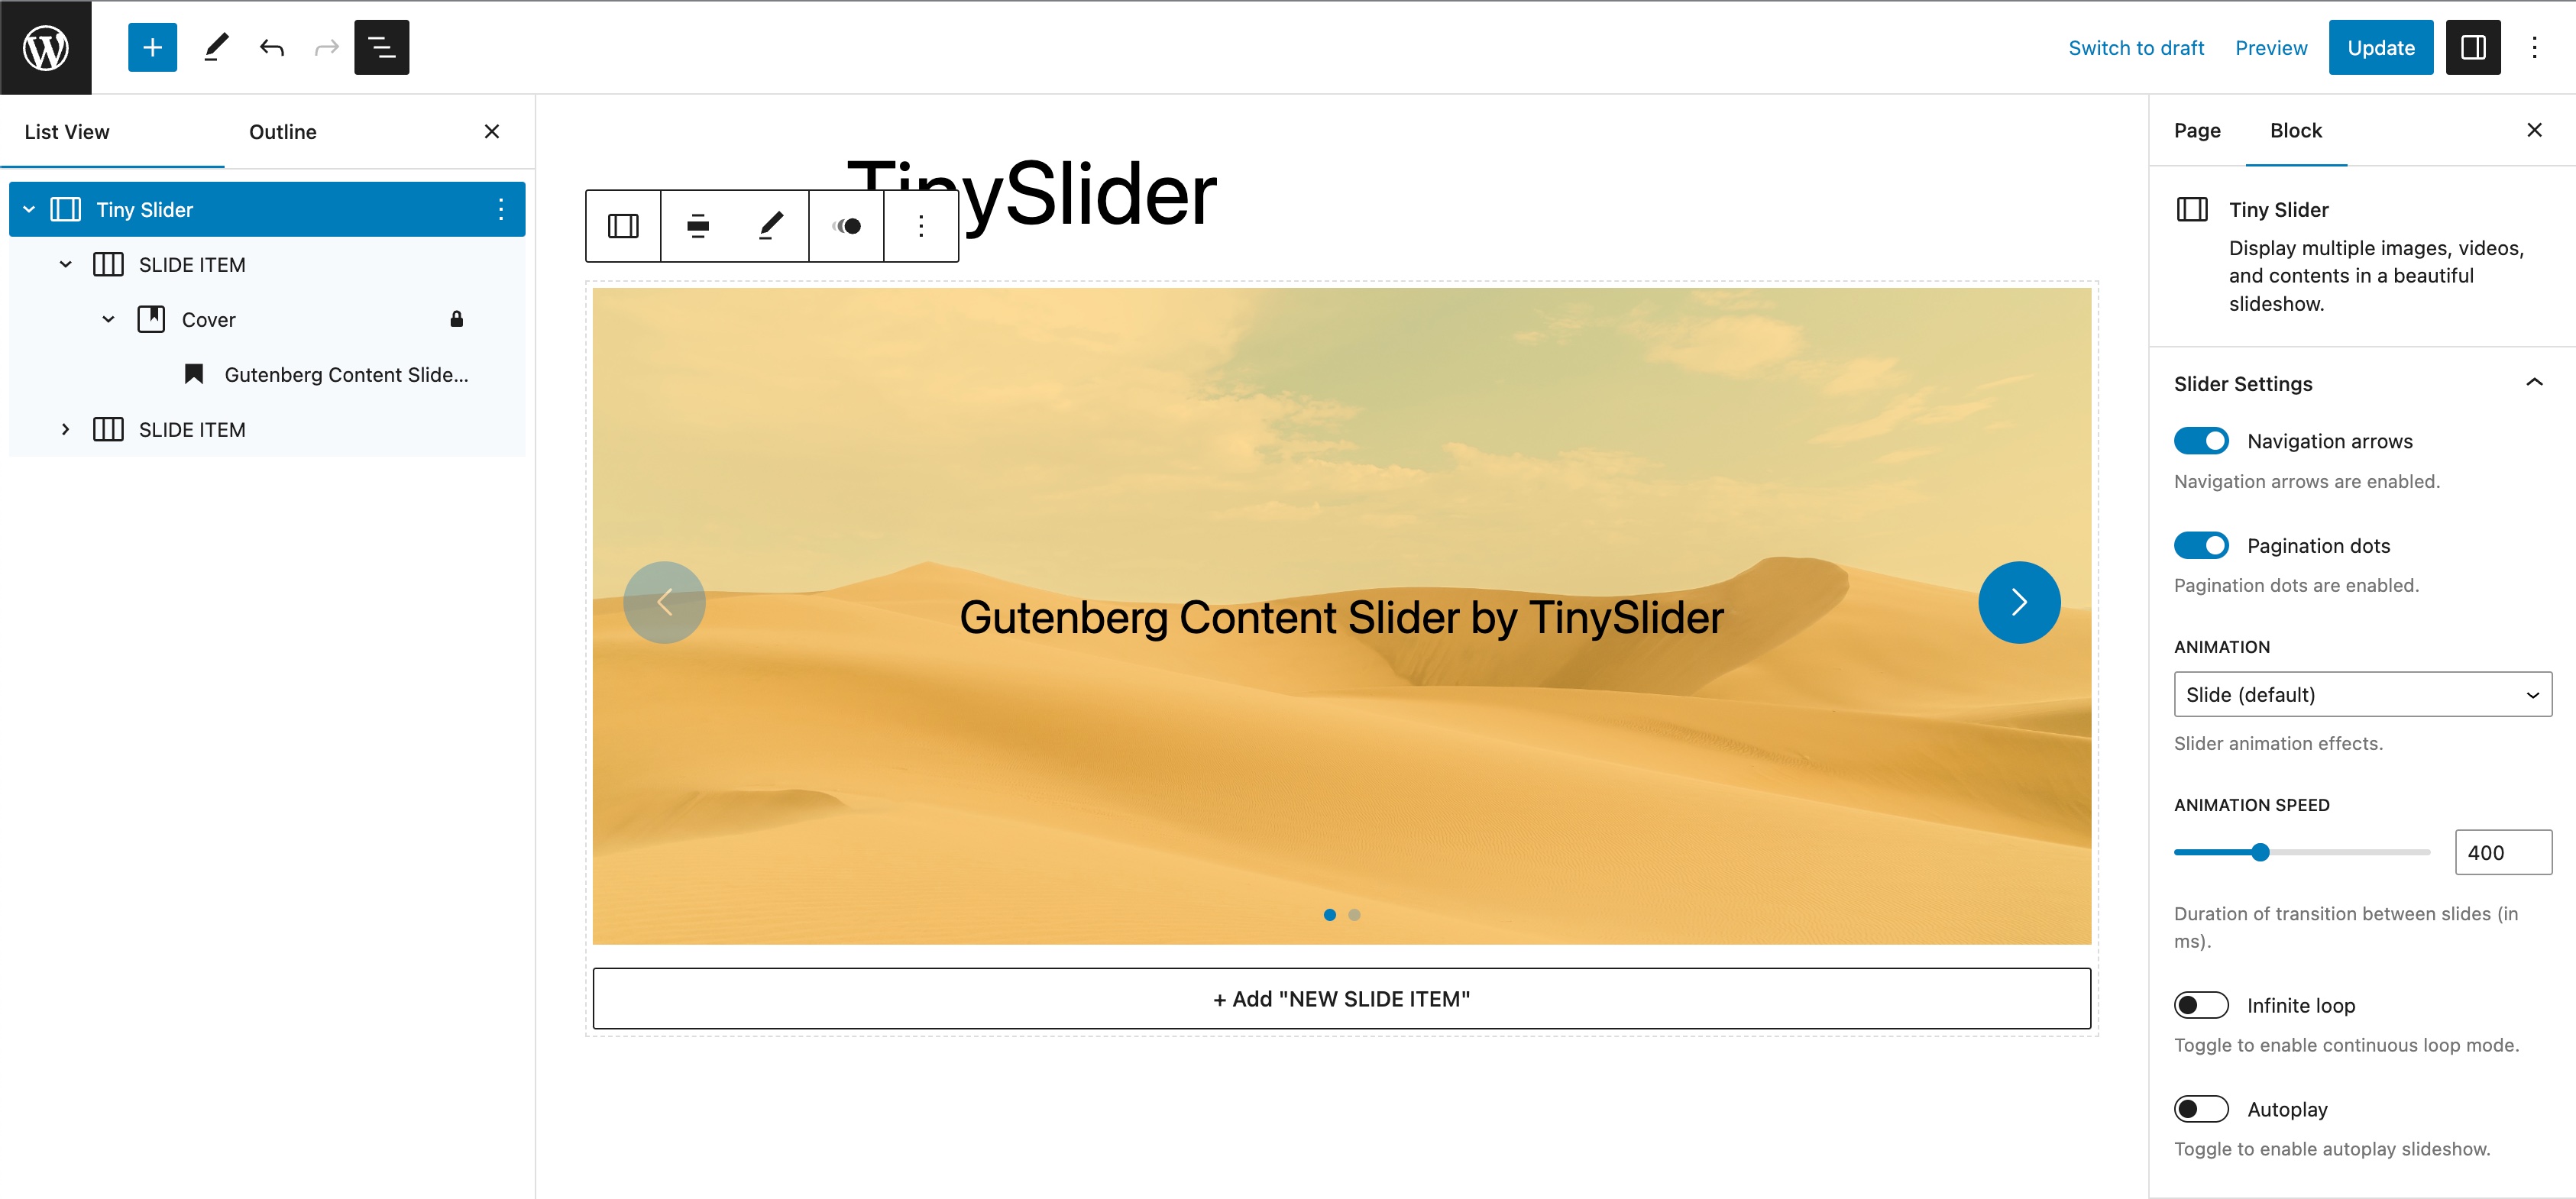 Switch to draft
Preview
Update
List View
Outline
Tiny Slider
SLIDE ITEM
Cover
Gutenberg Content Slide...
SLIDE ITEM
TinySlider
Gutenberg Content Slider by TinySlider
+ Add "NEW SLIDE ITEM"
Page
Block
Tiny Slider
Display multiple images, videos,
and contents in a beautiful
slideshow.
Slider Settings
Navigation arrows
Navigation arrows are enabled.
Pagination dots
Pagination dots are enabled.
ANIMATION
Slide (default)
Slider animation effects.
ANIMATION SPEED
400
Duration of transition between slides (in
ms).
Infinite loop
Toggle to enable continuous loop mode.
Autoplay
Toggle to enable autoplay slideshow.